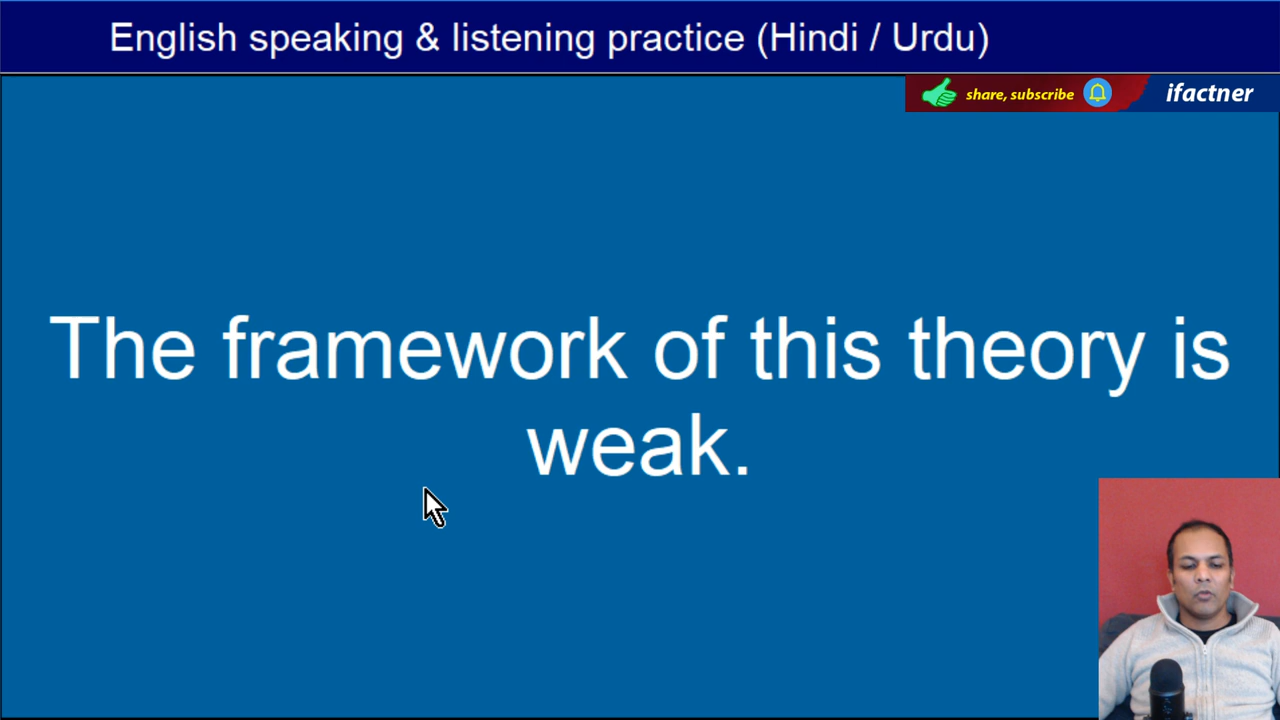 English speaking & listening practice (Hindi / Urdu)
share, subscribe
ifactner
The framework of this theory is
weak.